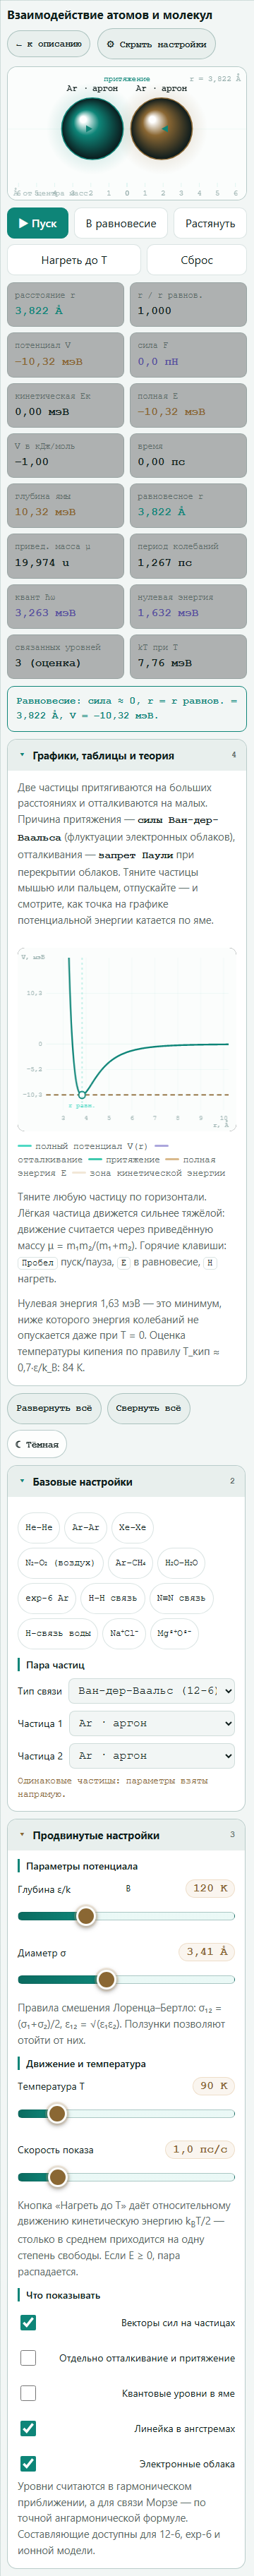 Взаимодействие атомов и молекул
← к описанию
⚙ Скрыть настройки
притяжение
r = 3,822 Å
Ar · аргон
Ar · аргон
2 1 0 1 2 3 4 5 6
▶ Пуск
В равновесие
Растянуть
Нагреть до T
Сброс
расстояние r
3,822 Å
r / r равнов.
1,000
потенциал V
−10,32 мэВ
сила F
0,0 пН
кинетическая Eк
0,00 мэВ
полная E
−10,32 мэВ
V в кДж/моль
−1,00
время
0,00 пс
глубина ямы
10,32 мэВ
равновесное r
3,822 Å
привед. масса μ
19,974 u
период колебаний
1,267 пс
квант ħω
3,263 мэВ
нулевая энергия
1,632 мэВ
связанных уровней
3 (оценка)
kT при T
7,76 мэВ
Равновесие: сила ≈ 0, r = r равнов. =
3,822 Å, V = −10,32 мэВ.
Графики, таблицы и теория
4
Две частицы притягиваются на больших
расстояниях и отталкиваются на малых.
Причина притяжения — силы Ван-дер-
Ваальса (флуктуации электронных облаков),
отталкивания — запрет Паули при
перекрытии облаков. Тяните частицы
мышью или пальцем, отпускайте — и
смотрите, как точка на графике
потенциальной энергии катается по яме.
V, мэВ
10,3
0
−5,2
−10,3
r равн.
3 4 5 6 7 8 9 10
r, Å
полный потенциал V(r)
отталкивание
притяжение
полная
энергия E
зона кинетической энергии
Тяните любую частицу по горизонтали.
Лёгкая частица движется сильнее тяжёлой:
движение считается через приведённую
массу μ = m₁m₂/(m₁+m₂). Горячие клавиши:
Пробел пуск/пауза, E в равновесие, H
нагреть.
Нулевая энергия 1,63 мэВ — это минимум,
ниже которого энергия колебаний не
опускается даже при T = 0. Оценка
температуры кипения по правилу T_кип ≈
0,7·ε/k_B: 84 K.
Развернуть всё
Свернуть всё
☾ Тёмная
Базовые настройки
2
He–He
Ar–Ar
Xe–Xe
N₂–O₂ (воздух)
Ar–CH₄
H₂O–H₂O
exp-6 Ar
H–H связь
N≡N связь
H-связь воды
Na⁺Cl⁻
Mg²⁺O²⁻
Пара частиц
Тип связи
Ван-дер-Ваальс (12–6)
Частица 1
Ar · аргон
Частица 2
Ar · аргон
Одинаковые частицы: параметры взяты
напрямую.
Продвинутые настройки
3
Параметры потенциала
Глубина ε/k
B
120 K
Диаметр σ
3,41 Å
Правила смешения Лоренца–Бертло: σ₁₂ =
(σ₁+σ₂)/2, ε₁₂ = √(ε₁ε₂). Ползунки позволяют
отойти от них.
Движение и температура
Температура T
90 K
Скорость показа
1,0 пс/с
Кнопка «Нагреть до T» даёт относительному
движению кинетическую энергию k_BT/2 —
столько в среднем приходится на одну
степень свободы. Если E ≥ 0, пара
распадается.
Что показывать
Векторы сил на частицах
Отдельно отталкивание и притяжение
Квантовые уровни в яме
Линейка в ангстремах
Электронные облака
Уровни считаются в гармоническом
приближении, а для связи Морзе — по
точной ангармонической формуле.
Составляющие доступны для 12-6, exp-6 и
ионной модели.